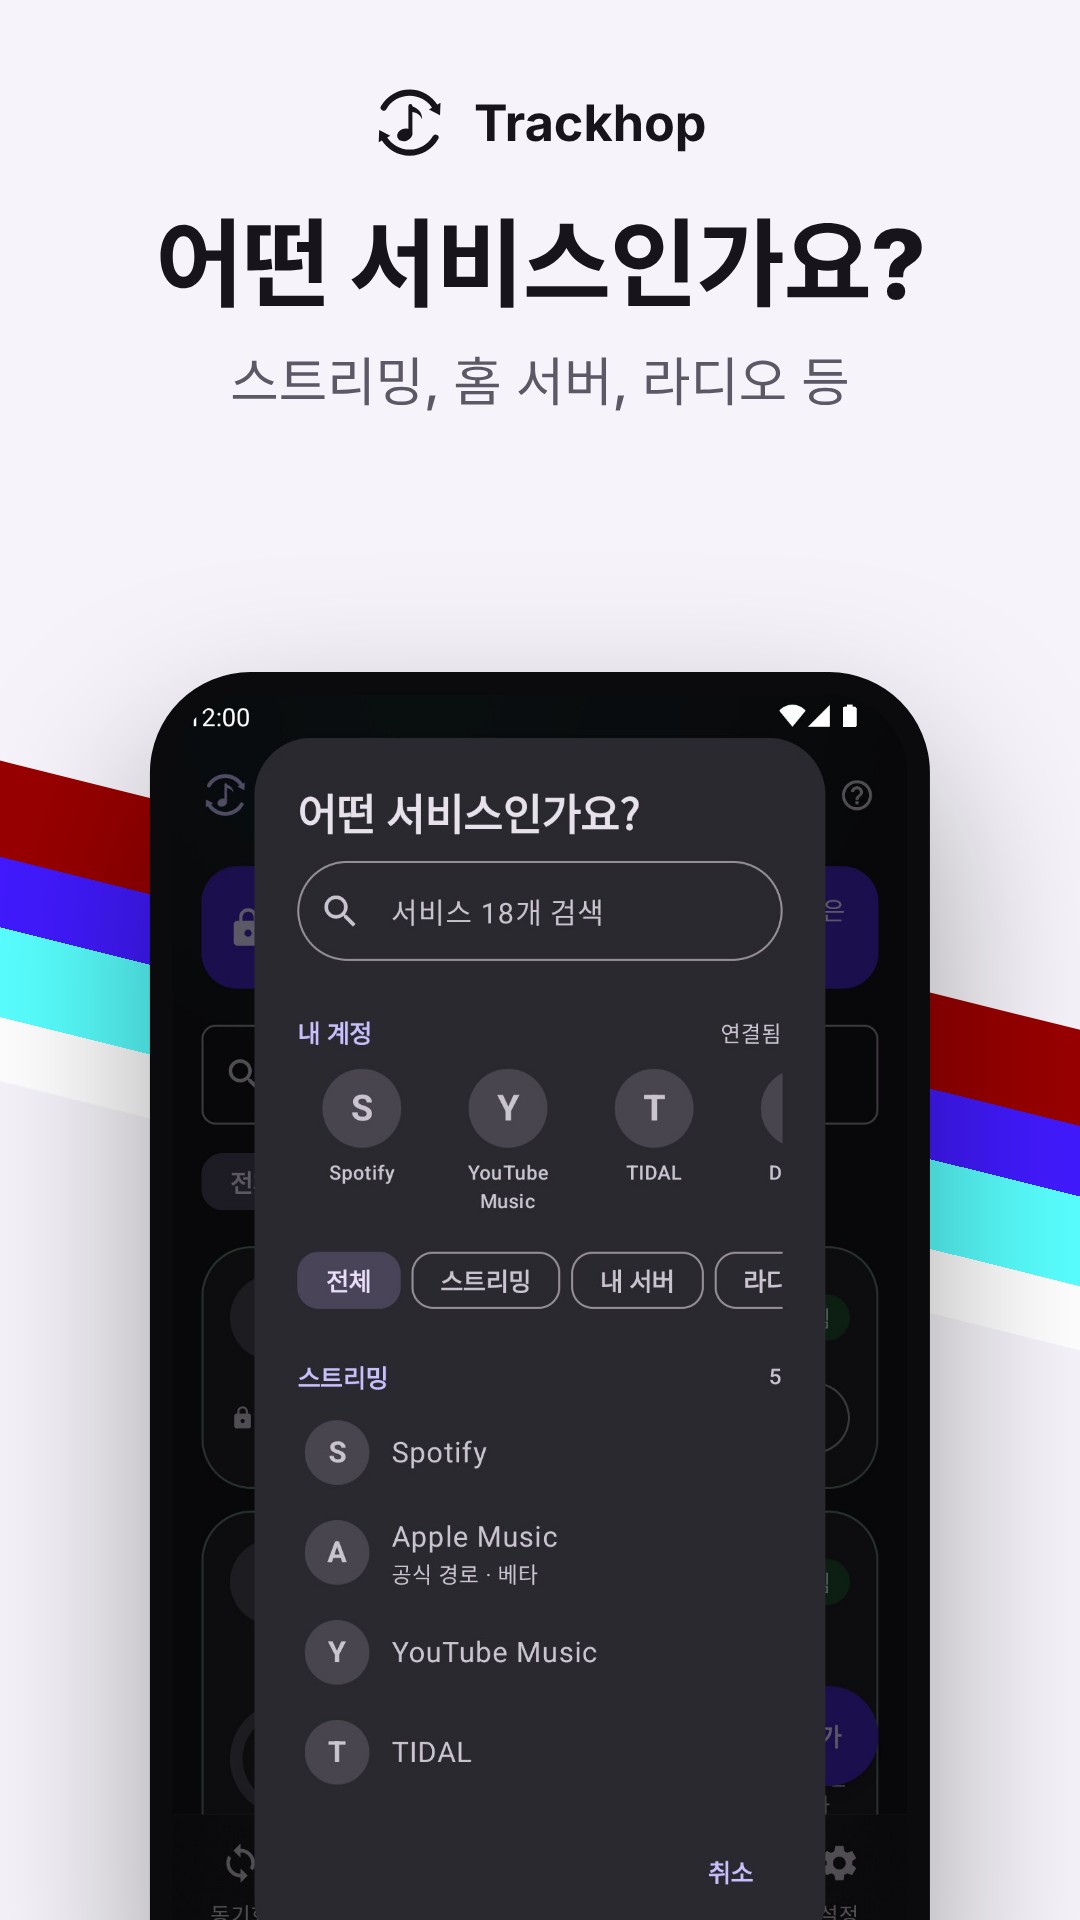 Trackhop
어떤 서비스인가요?
스트리밍, 홈 서버, 라디오 등
2:00
어떤 서비스인가요?
서비스 18개 검색
은
내 계정
연결됨
S
Y
T
Spotify
YouTube
Music
TIDAL
D
전체
스트리밍
내 서버
스트리밍
5
S
Spotify
A
Apple Music
공식 경로 · 베타
Y
YouTube Music
T
TIDAL
가
취소
설정